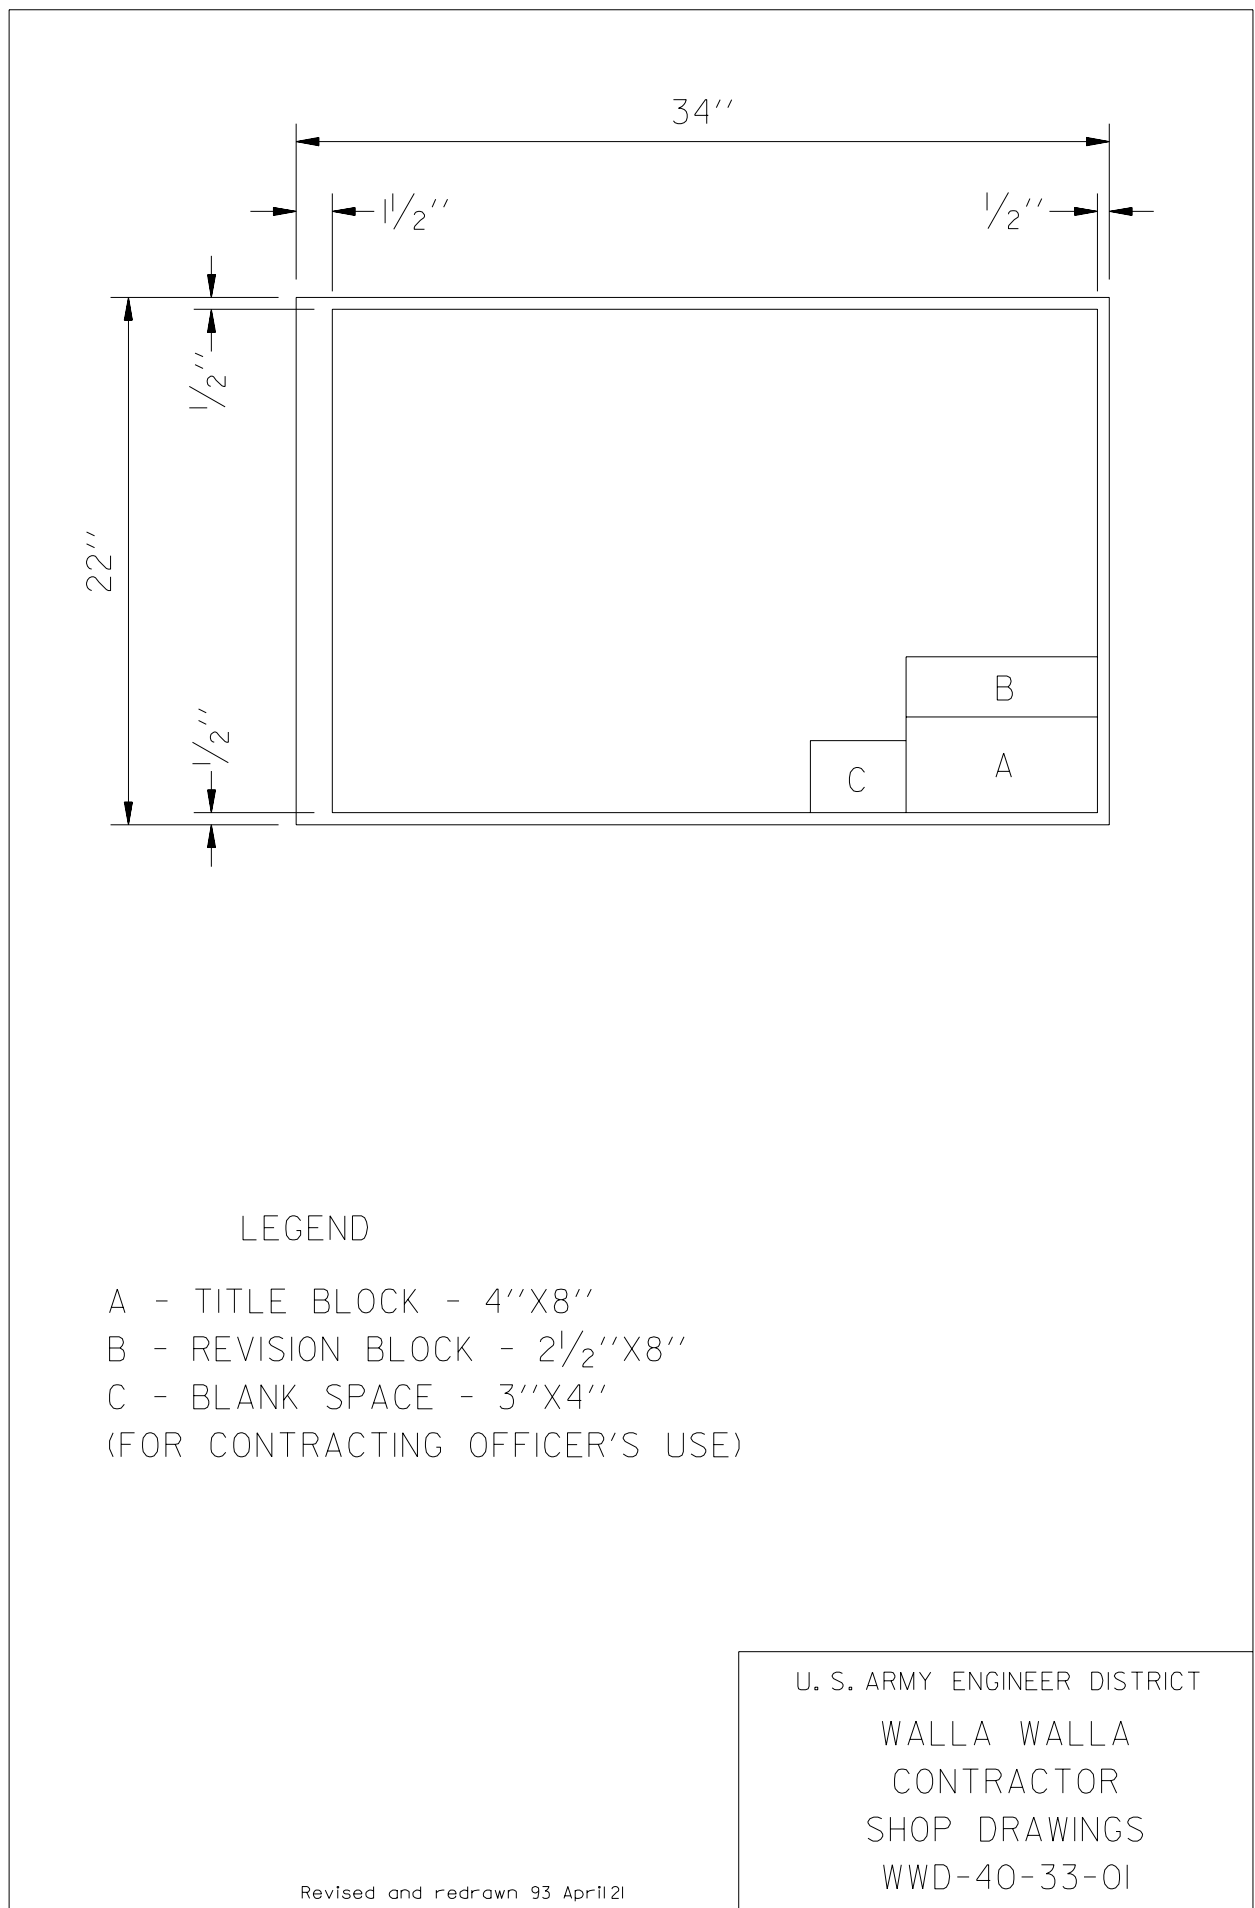 34''
1 1/2''
1/2''
1/2''
22''
B
1/2''
A
C
LEGEND
A - TITLE BLOCK - 4''X8''
B - REVISION BLOCK - 2 1/2''X8''
C - BLANK SPACE - 3''X4''
(FOR CONTRACTING OFFICER'S USE)
U. S. ARMY ENGINEER DISTRICT
WALLA WALLA
CONTRACTOR
SHOP DRAWINGS
WWD-40-33-01
Revised and redrawn 93 April 21